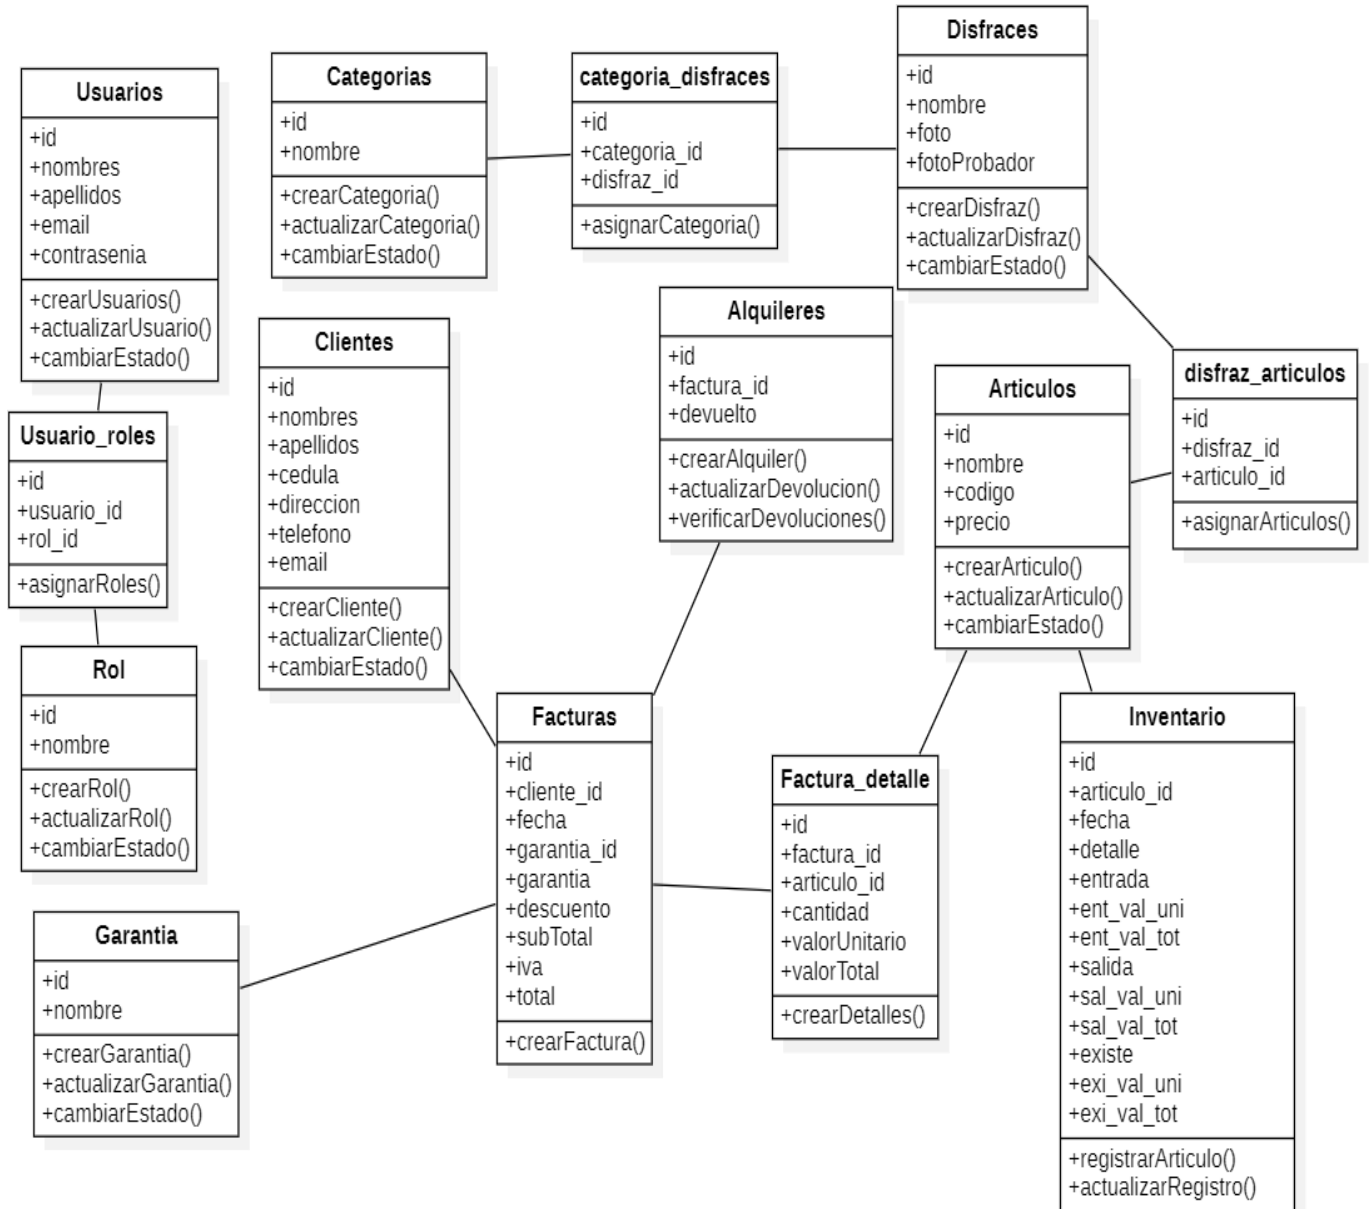 Usuarios
+id
+nombres
+apellidos
+email
+contrasenia
+crearUsuarios()
+actualizarUsuario()
+cambiarEstado()
Categorias
+id
+nombre
+crearCategoria()
+actualizarCategoria()
+cambiarEstado()
categoria_disfraces
+id
+categoria_id
+disfraz_id
+asignarCategoria()
Disfraces
+id
+nombre
+foto
+fotoProbador
+crearDisfraz()
+actualizarDisfraz()
+cambiarEstado()
Usuario_roles
+id
+usuario_id
+rol_id
+asignarRoles()
Clientes
+id
+nombres
+apellidos
+cedula
+direccion
+telefono
+email
+crearCliente()
+actualizarCliente()
+cambiarEstado()
Alquileres
+id
+factura_id
+devuelto
+crearAlquiler()
+actualizarDevolucion()
+verificarDevoluciones()
Articulos
+id
+nombre
+codigo
+precio
+crearArticulo()
+actualizarArticulo()
+cambiarEstado()
disfraz_articulos
+id
+disfraz_id
+articulo_id
+asignarArticulos()
Rol
+id
+nombre
+crearRol()
+actualizarRol()
+cambiarEstado()
Facturas
+id
+cliente_id
+fecha
+garantia_id
+garantia
+descuento
+subTotal
+iva
+total
+crearFactura()
Factura_detalle
+id
+factura_id
+articulo_id
+cantidad
+valorUnitario
+valorTotal
+crearDetalles()
Inventario
+id
+articulo_id
+fecha
+detalle
+entrada
+ent_val_uni
+ent_val_tot
+salida
+sal_val_uni
+sal_val_tot
+existe
+exi_val_uni
+exi_val_tot
+registrarArticulo()
+actualizarRegistro()
Garantia
+id
+nombre
+crearGarantia()
+actualizarGarantia()
+cambiarEstado()